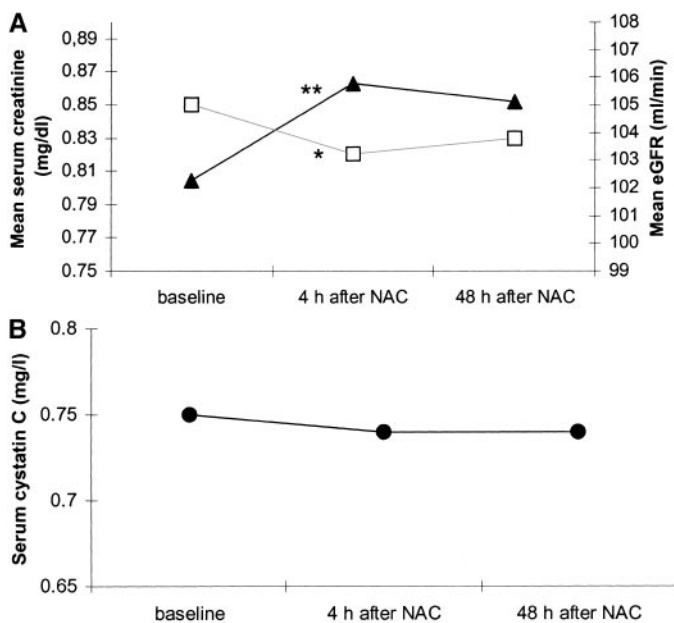 A
Mean serum creatinine
(mg/dl)
0,89
0.87
0.85
0.83
0.81
0.79
0.77
0.75
**
*
108
107
106
105
104
103
102
101
100
99
Mean eGFR (ml/min)
baseline
4 h after NAC
48 h after NAC
B
Serum cystatin C (mg/l)
0.8
0.75
0.7
0.65
baseline
4 h after NAC
48 h after NAC